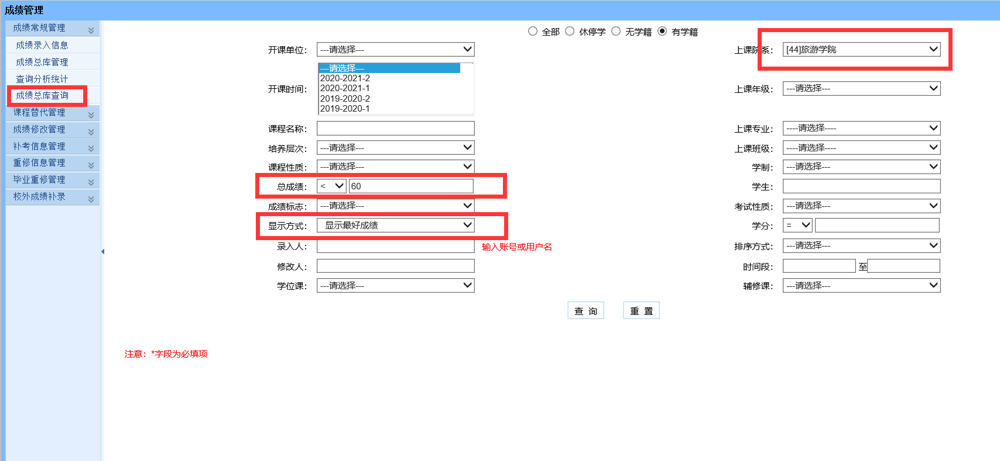 成绩管理
成绩常规管理
成绩录入信息
成绩总库管理
查询分析统计
成绩总库查询
课程替代管理
成绩修改管理
补考信息管理
重修信息管理
毕业重修管理
校外成绩补录
全部 休停学 无学籍 有学籍
开课单位： ---请选择--- 上课院系： [44]旅游学院
开课时间： ---请选择---
2020-2021-2
2020-2021-1
2019-2020-2
2019-2020-1
上课年级： ---请选择---
课程名称： 上课专业： ----请选择----
培养层次： ---请选择--- 上课班级： ----请选择----
课程性质： ---请选择--- 学制： ---请选择---
总成绩： < 60 学生：
成绩标志： ---请选择--- 考试性质： ---请选择---
显示方式： 显示最好成绩 学分： =
录入人： 输入账号或用户名 排序方式： ---请选择---
修改人： 时间段： 至
学位课： ---请选择--- 辅修课： ---请选择---
查 询 重 置
注意：*字段为必填项